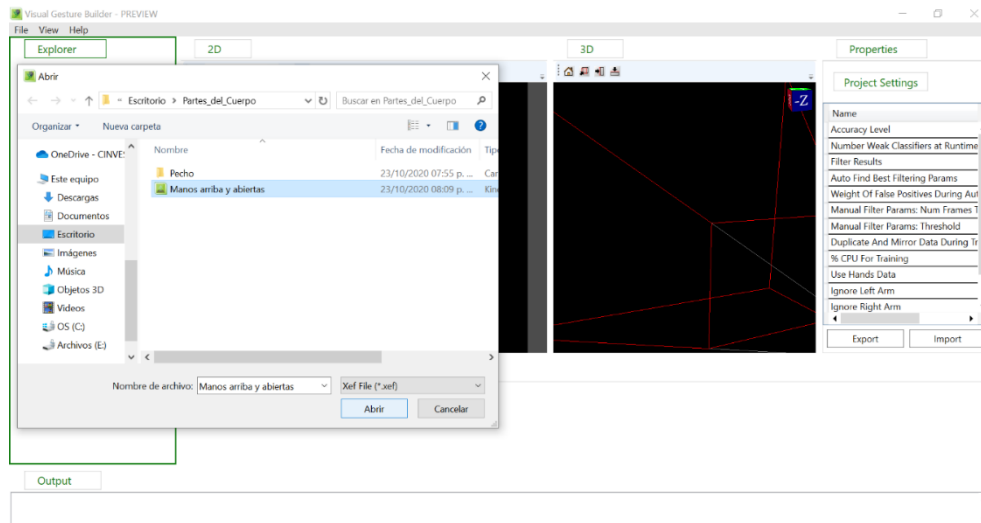 Visual Gesture Builder - PREVIEW
File View Help
Explorer
2D
3D
Properties
Abrir
Escritorio > Partes_del_Cuerpo
Buscar en Partes_del_Cuerpo
Organizar
Nueva carpeta
Nombre
Fecha de modificación
Tipo
OneDrive - CINVE
Este equipo
Descargas
Documentos
Escritorio
Imágenes
Música
Objetos 3D
Videos
OS (C:)
Archivos (E:)
Pecho
23/10/2020 07:55 p. ...
Car
Manos arriba y abiertas
23/10/2020 08:09 p. ...
Kin
Nombre de archivo:
Manos arriba y abiertas
Xef File (*.xef)
Abrir
Cancelar
-Z
Project Settings
Name
Accuracy Level
Number Weak Classifiers at Runtime
Filter Results
Auto Find Best Filtering Params
Weight Of False Positives During Aut
Manual Filter Params: Num Frames T
Manual Filter Params: Threshold
Duplicate And Mirror Data During Tr
% CPU For Training
Use Hands Data
Ignore Left Arm
Ignore Right Arm
Export
Import
Output